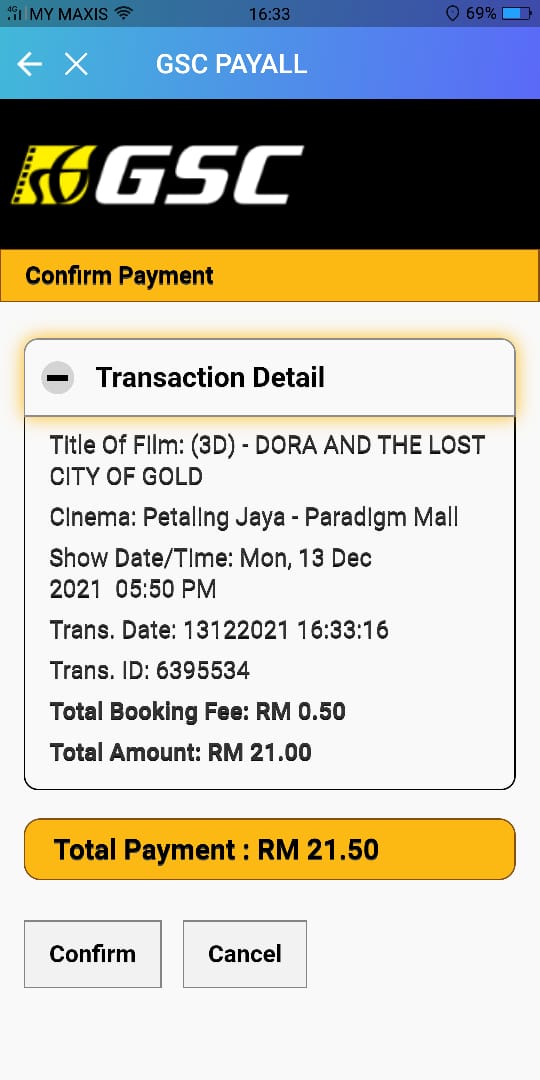 4G MY MAXIS 16:33 69%
GSC PAYALL
GSC
Confirm Payment
Transaction Detail
Title Of Film: (3D) - DORA AND THE LOST
CITY OF GOLD
Cinema: Petaling Jaya - Paradigm Mall
Show Date/Time: Mon, 13 Dec
2021 05:50 PM
Trans. Date: 13122021 16:33:16
Trans. ID: 6395534
Total Booking Fee: RM 0.50
Total Amount: RM 21.00
Total Payment : RM 21.50
Confirm Cancel